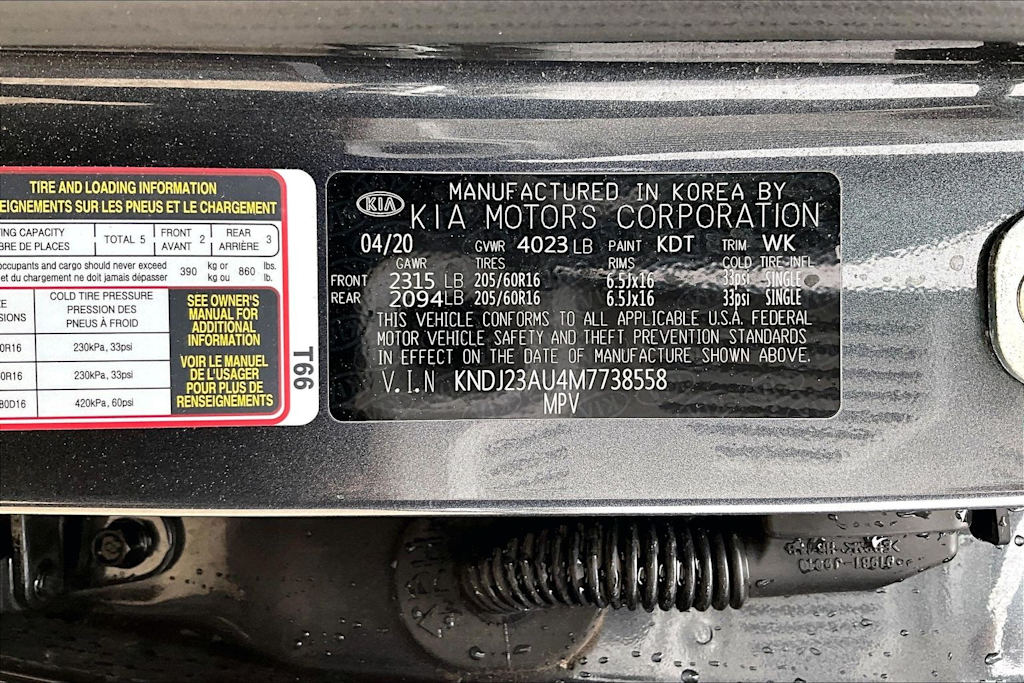 TIRE AND LOADING INFORMATION
EIGNEMENTS SUR LES PNEUS ET LE CHARGEMENT
TING CAPACITY
BRE DE PLACES
TOTAL 5
FRONT
AVANT 2
REAR
ARRIÈRE 3
occupants and cargo should never exceed
et du chargement ne doit jamais dépasser
390 kg or 860 lbs.
kg ou lb.
COLD TIRE PRESSURE
PRESSION DES
PNEUS À FROID
0R16 230kPa, 33psi
0R16 230kPa, 33psi
80D16 420kPa, 60psi
SEE OWNER'S
MANUAL FOR
ADDITIONAL
INFORMATION
VOIR LE MANUEL
DE L'USAGER
POUR PLUS DE
RENSEIGNEMENTS
T66
KIA
MANUFACTURED IN KOREA BY
KIA MOTORS CORPORATION
04/20 GVWR 4023 LB PAINT KDT TRIM WK
GAWR TIRES RIMS COLD TIRE INFL
FRONT 2315 LB 205/60R16 6.5Jx16 33psi SINGLE
REAR 2094 LB 205/60R16 6.5Jx16 33psi SINGLE
THIS VEHICLE CONFORMS TO ALL APPLICABLE U.S.A. FEDERAL
MOTOR VEHICLE SAFETY AND THEFT PREVENTION STANDARDS
IN EFFECT ON THE DATE OF MANUFACTURE SHOWN ABOVE.
V.I.N KNDJ23AU4M7738558
MPV